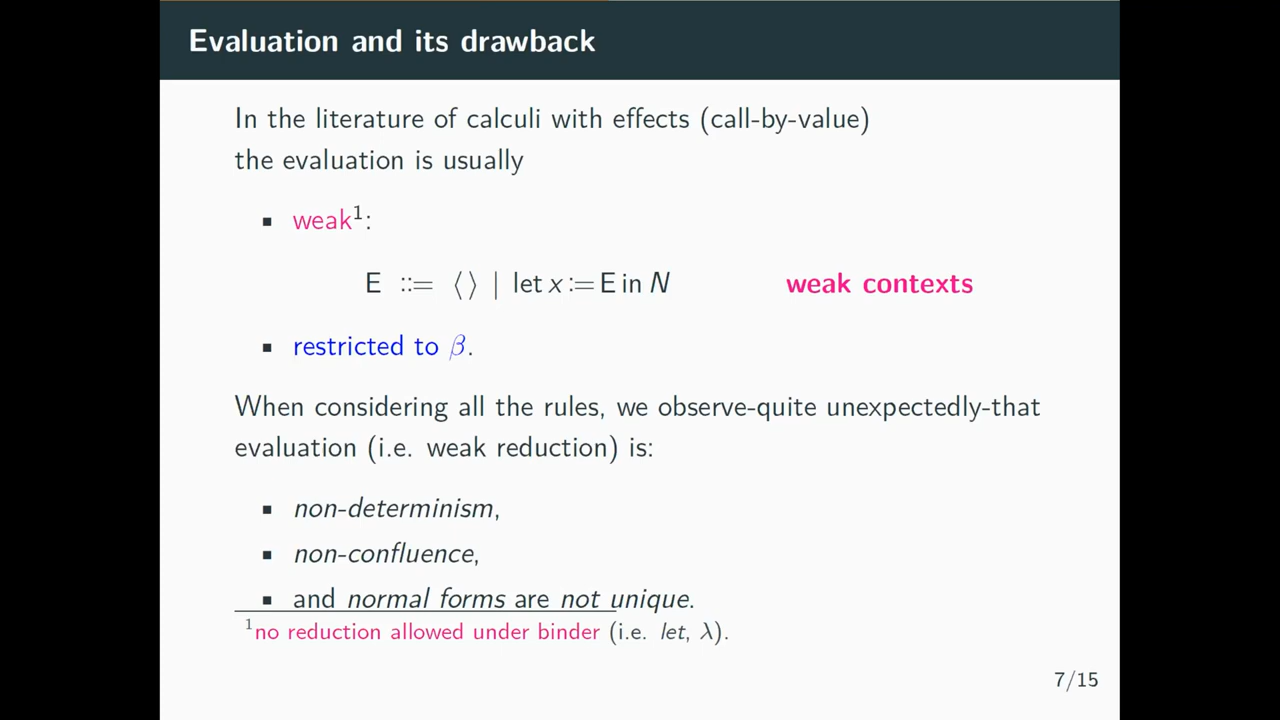 Evaluation and its drawback
In the literature of calculi with effects (call-by-value)
the evaluation is usually
▪ weak¹:
E ::= ⟨ ⟩ | let x := E in N weak contexts
▪ restricted to β.
When considering all the rules, we observe-quite unexpectedly-that
evaluation (i.e. weak reduction) is:
▪ non-determinism,
▪ non-confluence,
▪ and normal forms are not unique.
¹no reduction allowed under binder (i.e. let, λ).
7/15